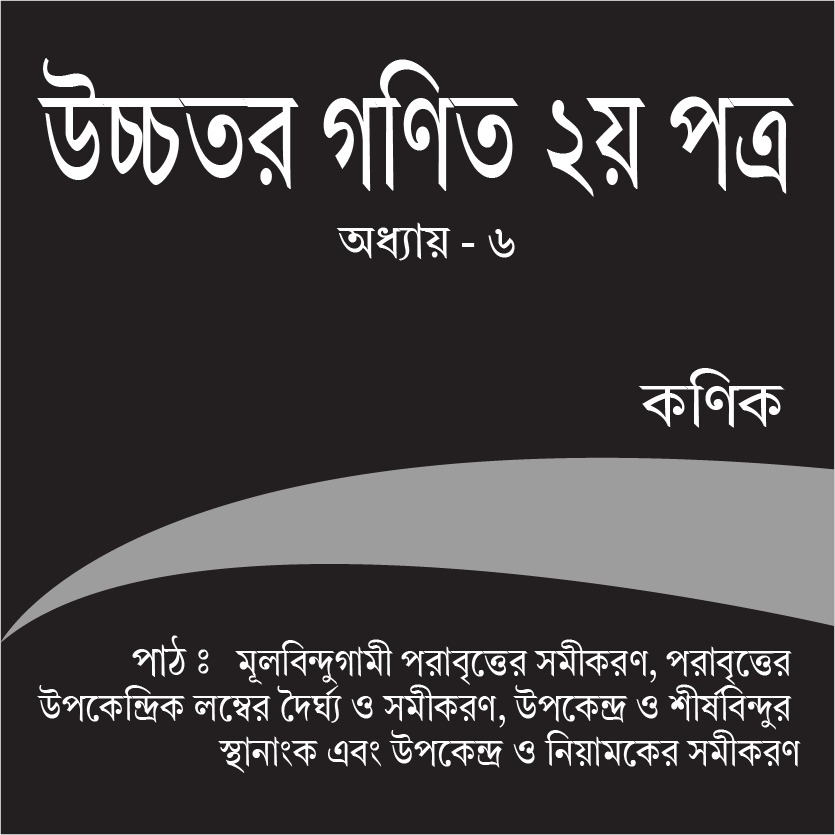 উচ্চতর গণিত ২য় পত্র
অধ্যায় - ৬
কণিক
পাঠ ঃ মূলবিন্দুগামী পরাবৃত্তের সমীকরণ, পরাবৃত্তের
উপকেন্দ্রিক লম্বের দৈর্ঘ্য ও সমীকরণ, উপকেন্দ্র ও শীর্ষবিন্দুর
স্থানাংক এবং উপকেন্দ্র ও নিয়ামকের সমীকরণ